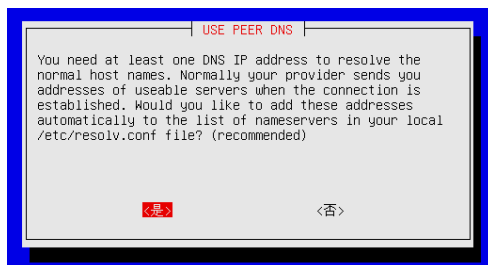 USE PEER DNS
You need at least one DNS IP address to resolve the
normal host names. Normally your provider sends you
addresses of useable servers when the connection is
established. Would you like to add these addresses
automatically to the list of nameservers in your local
/etc/resolv.conf file? (recommended)
<是> <否>